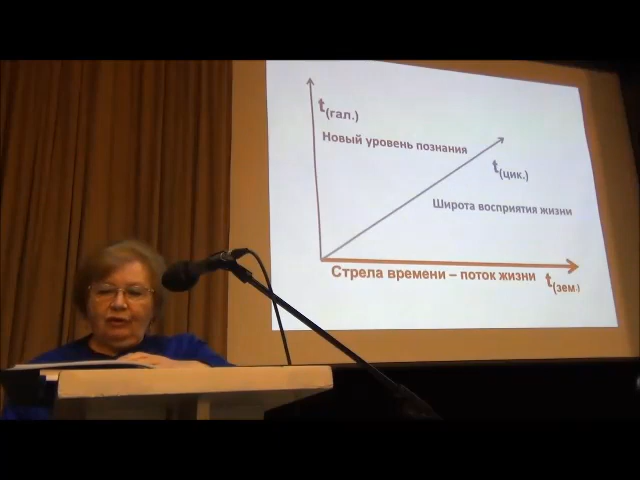 t(гал.)
Новый уровень познания
t(цик.)
Широта восприятия жизни
Стрела времени – поток жизни
t(зем.)